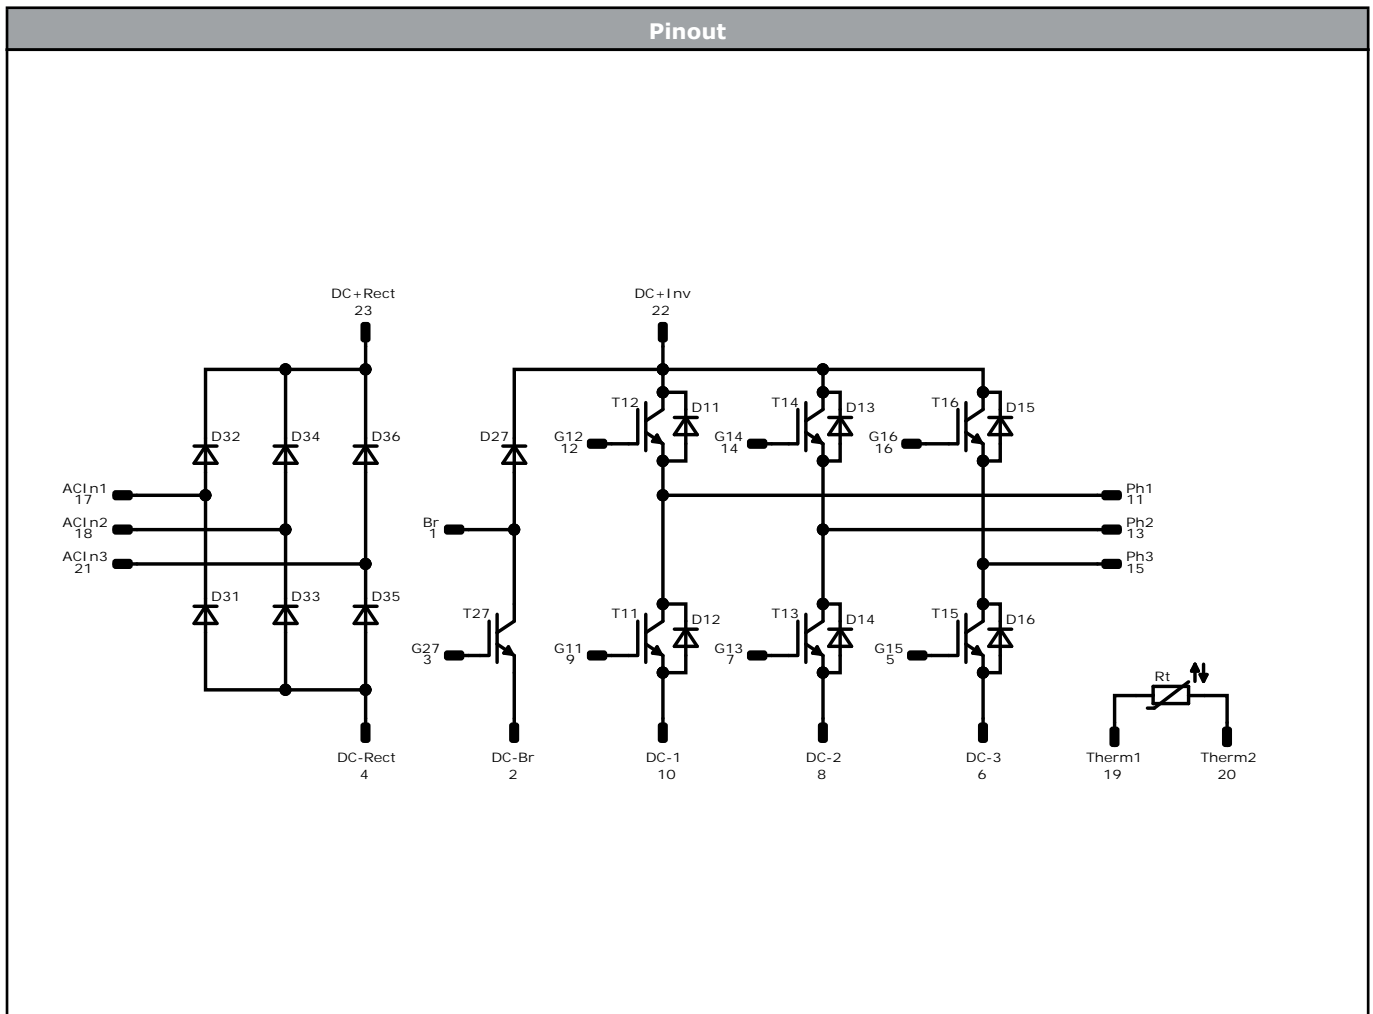 Pinout
DC+Rect
23
DC+Inv
22
T12
D11
T14
D13
T16
D15
D32
D34
D36
D27
G12
12
G14
14
G16
16
ACIn1
17
ACIn2
18
ACIn3
21
Br
1
Ph1
11
Ph2
13
Ph3
15
D31
D33
D35
T27
T11
D12
T13
D14
T15
D16
G27
3
G11
9
G13
7
G15
5
Rt
DC-Rect
4
DC-Br
2
DC-1
10
DC-2
8
DC-3
6
Therm1
19
Therm2
20